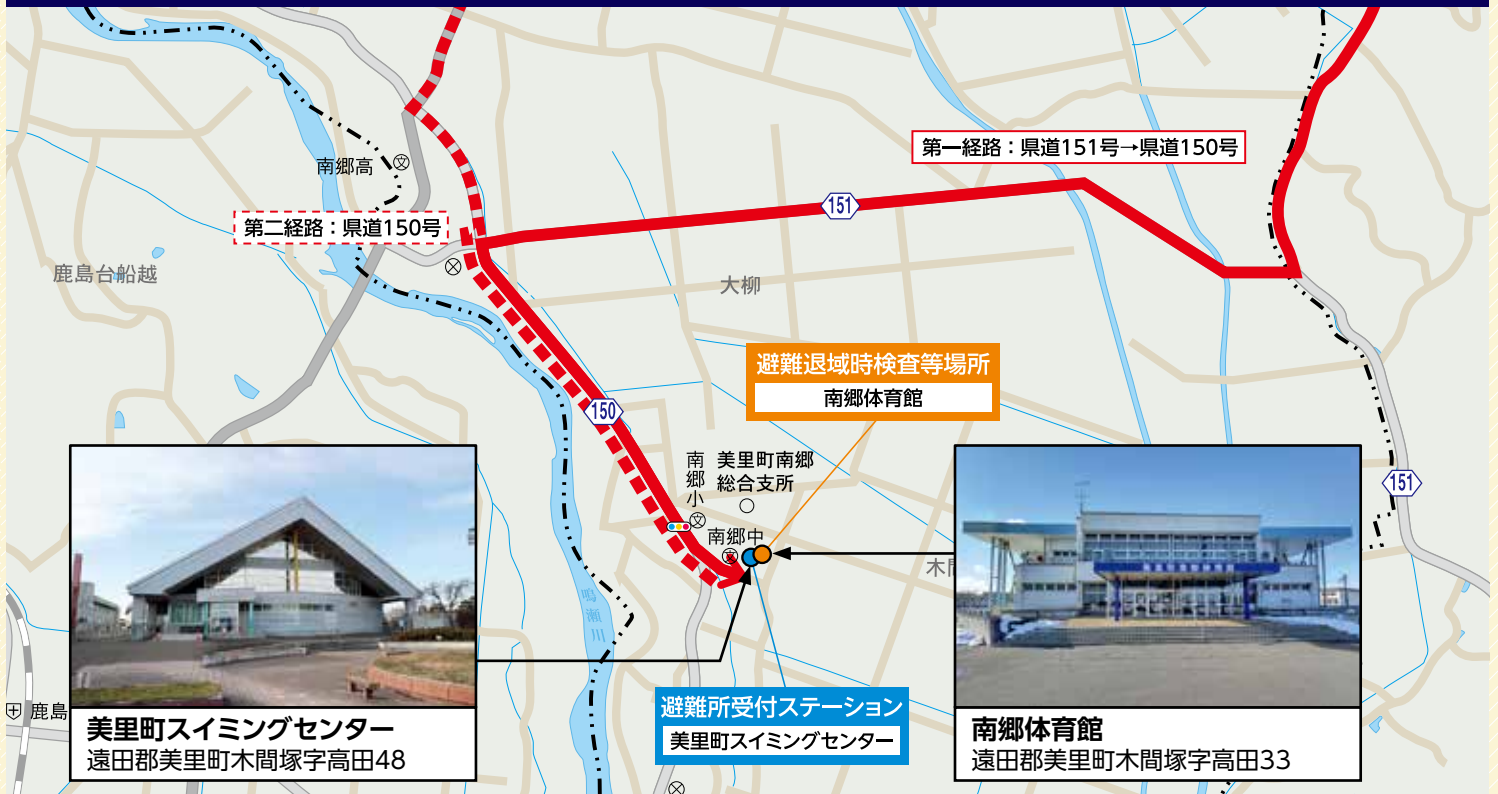 南郷高
第一経路：県道151号→県道150号
151
第二経路：県道150号
鹿島台船越
大柳
避難退域時検査等場所
南郷体育館
150
南郷小
美里町南郷
総合支所
151
南郷中
木間
鳴瀬川
鹿島
避難所受付ステーション
美里町スイミングセンター
美里町スイミングセンター
遠田郡美里町木間塚字高田48
南郷体育館
遠田郡美里町木間塚字高田33